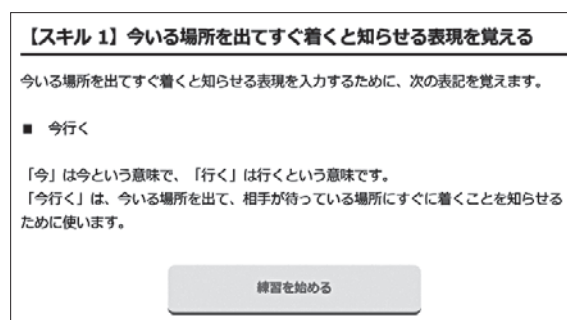 【スキル 1】今いる場所を出てすぐ着くと知らせる表現を覚える
今いる場所を出てすぐ着くと知らせる表現を入力するために、次の表記を覚えます。
■ 今行く
「今」は今という意味で、「行く」は行くという意味です。
「今行く」は、今いる場所を出て、相手が待っている場所にすぐに着くことを知らせる
ために使います。
練習を始める